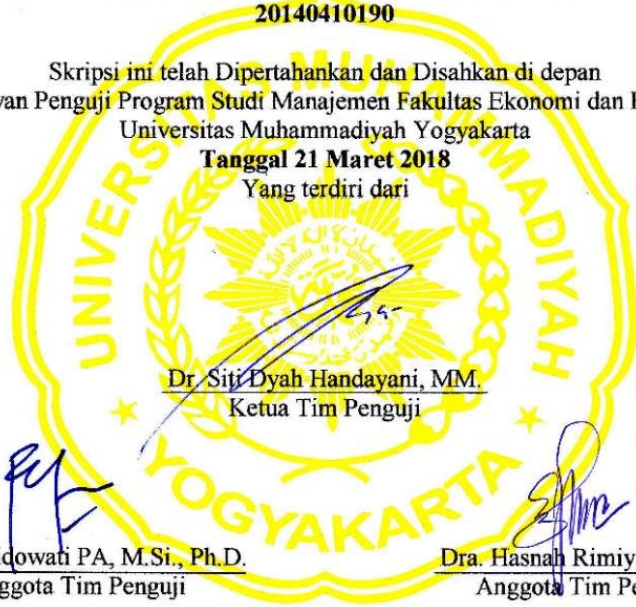 20140410190
Skripsi ini telah Dipertahankan dan Disahkan di depan
Penguji Program Studi Manajemen Fakultas Ekonomi dan
Universitas Muhammadiyah Yogyakarta
Tanggal 21 Maret 2018
Yang terdiri dari
UNIVERSITAS MUHAMMADIYAH
Dr. Siti Dyah Handayani, MM.
Ketua Tim Penguji
YOGYAKARTA
PA, M.Si., Ph.D.
Dra. Hasnah
Tim Penguji
Anggota Tim